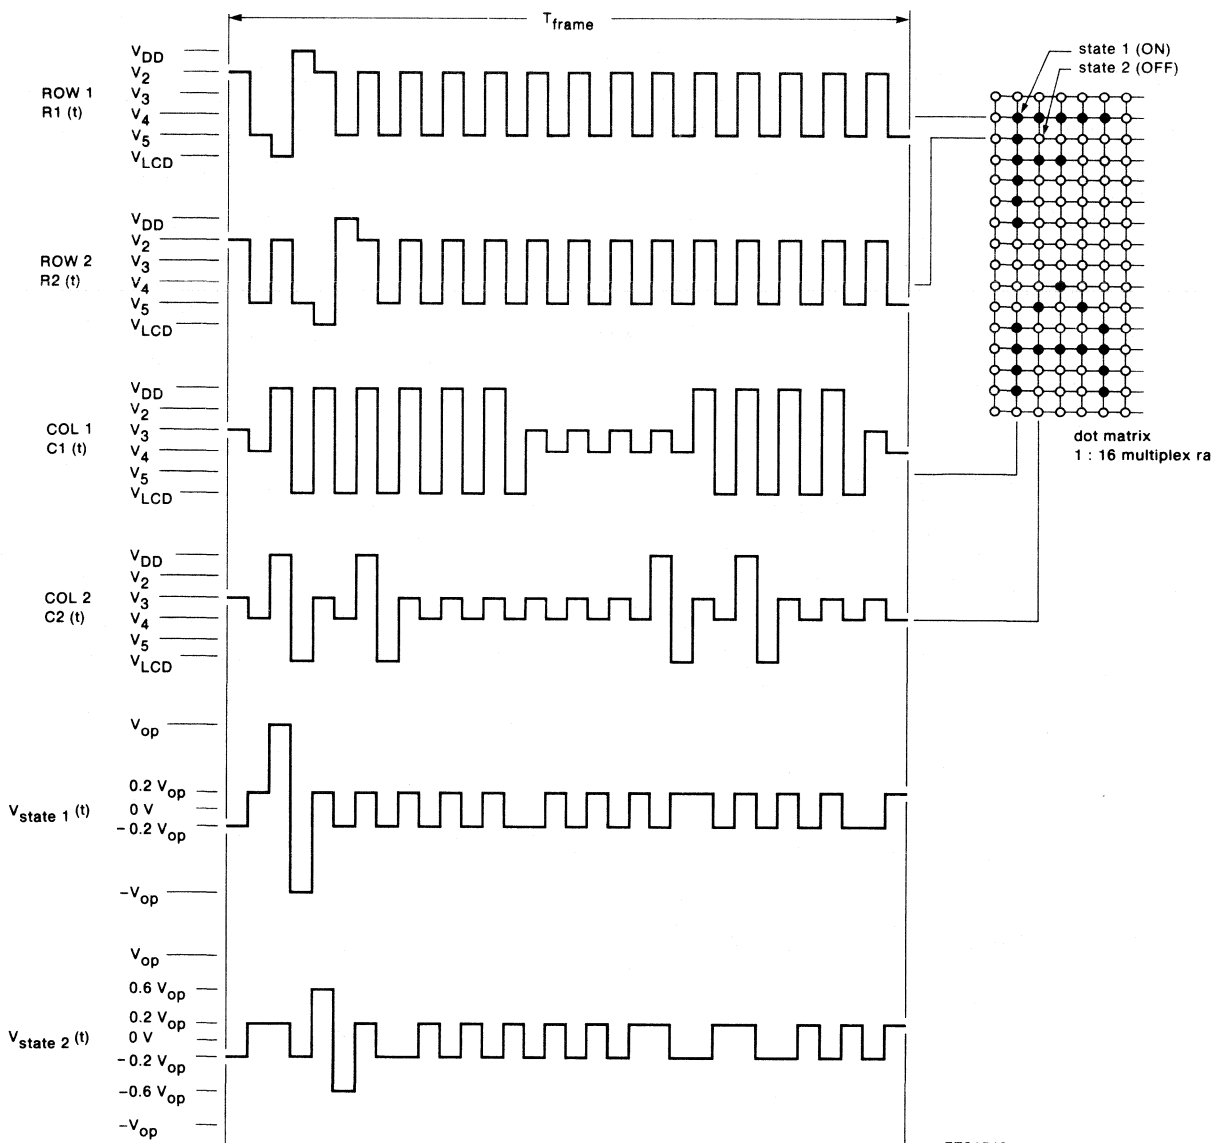 T frame
V DD
V 2
V 3
V 4
V 5
V LCD
ROW 1
R1 (t)
V DD
V 2
V 3
V 4
V 5
V LCD
ROW 2
R2 (t)
V DD
V 2
V 3
V 4
V 5
V LCD
COL 1
C1 (t)
V DD
V 2
V 3
V 4
V 5
V LCD
COL 2
C2 (t)
V op
0.2 V op
0 V
−0.2 V op
−V op
V state 1 (t)
V op
0.6 V op
0.2 V op
0 V
−0.2 V op
−0.6 V op
−V op
V state 2 (t)
state 1 (ON)
state 2 (OFF)
dot matrix
1 : 16 multiplex ra